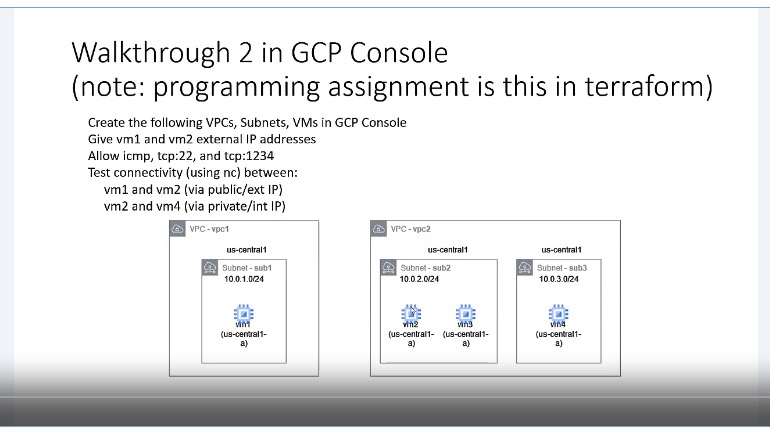 Walkthrough 2 in GCP Console
(note: programming assignment is this in terraform)
Create the following VPCs, Subnets, VMs in GCP Console
Give vm1 and vm2 external IP addresses
Allow icmp, tcp:22, and tcp:1234
Test connectivity (using nc) between:
vm1 and vm2 (via public/ext IP)
vm2 and vm4 (via private/int IP)
VPC - vpc1
us-central1
Subnet - sub1
10.0.1.0/24
vm1
(us-central1-
a)
VPC - vpc2
us-central1
Subnet - sub2
10.0.2.0/24
vm2
(us-central1-
a)
vm3
(us-central1-
a)
us-central1
Subnet - sub3
10.0.3.0/24
vm4
(us-central1-
a)